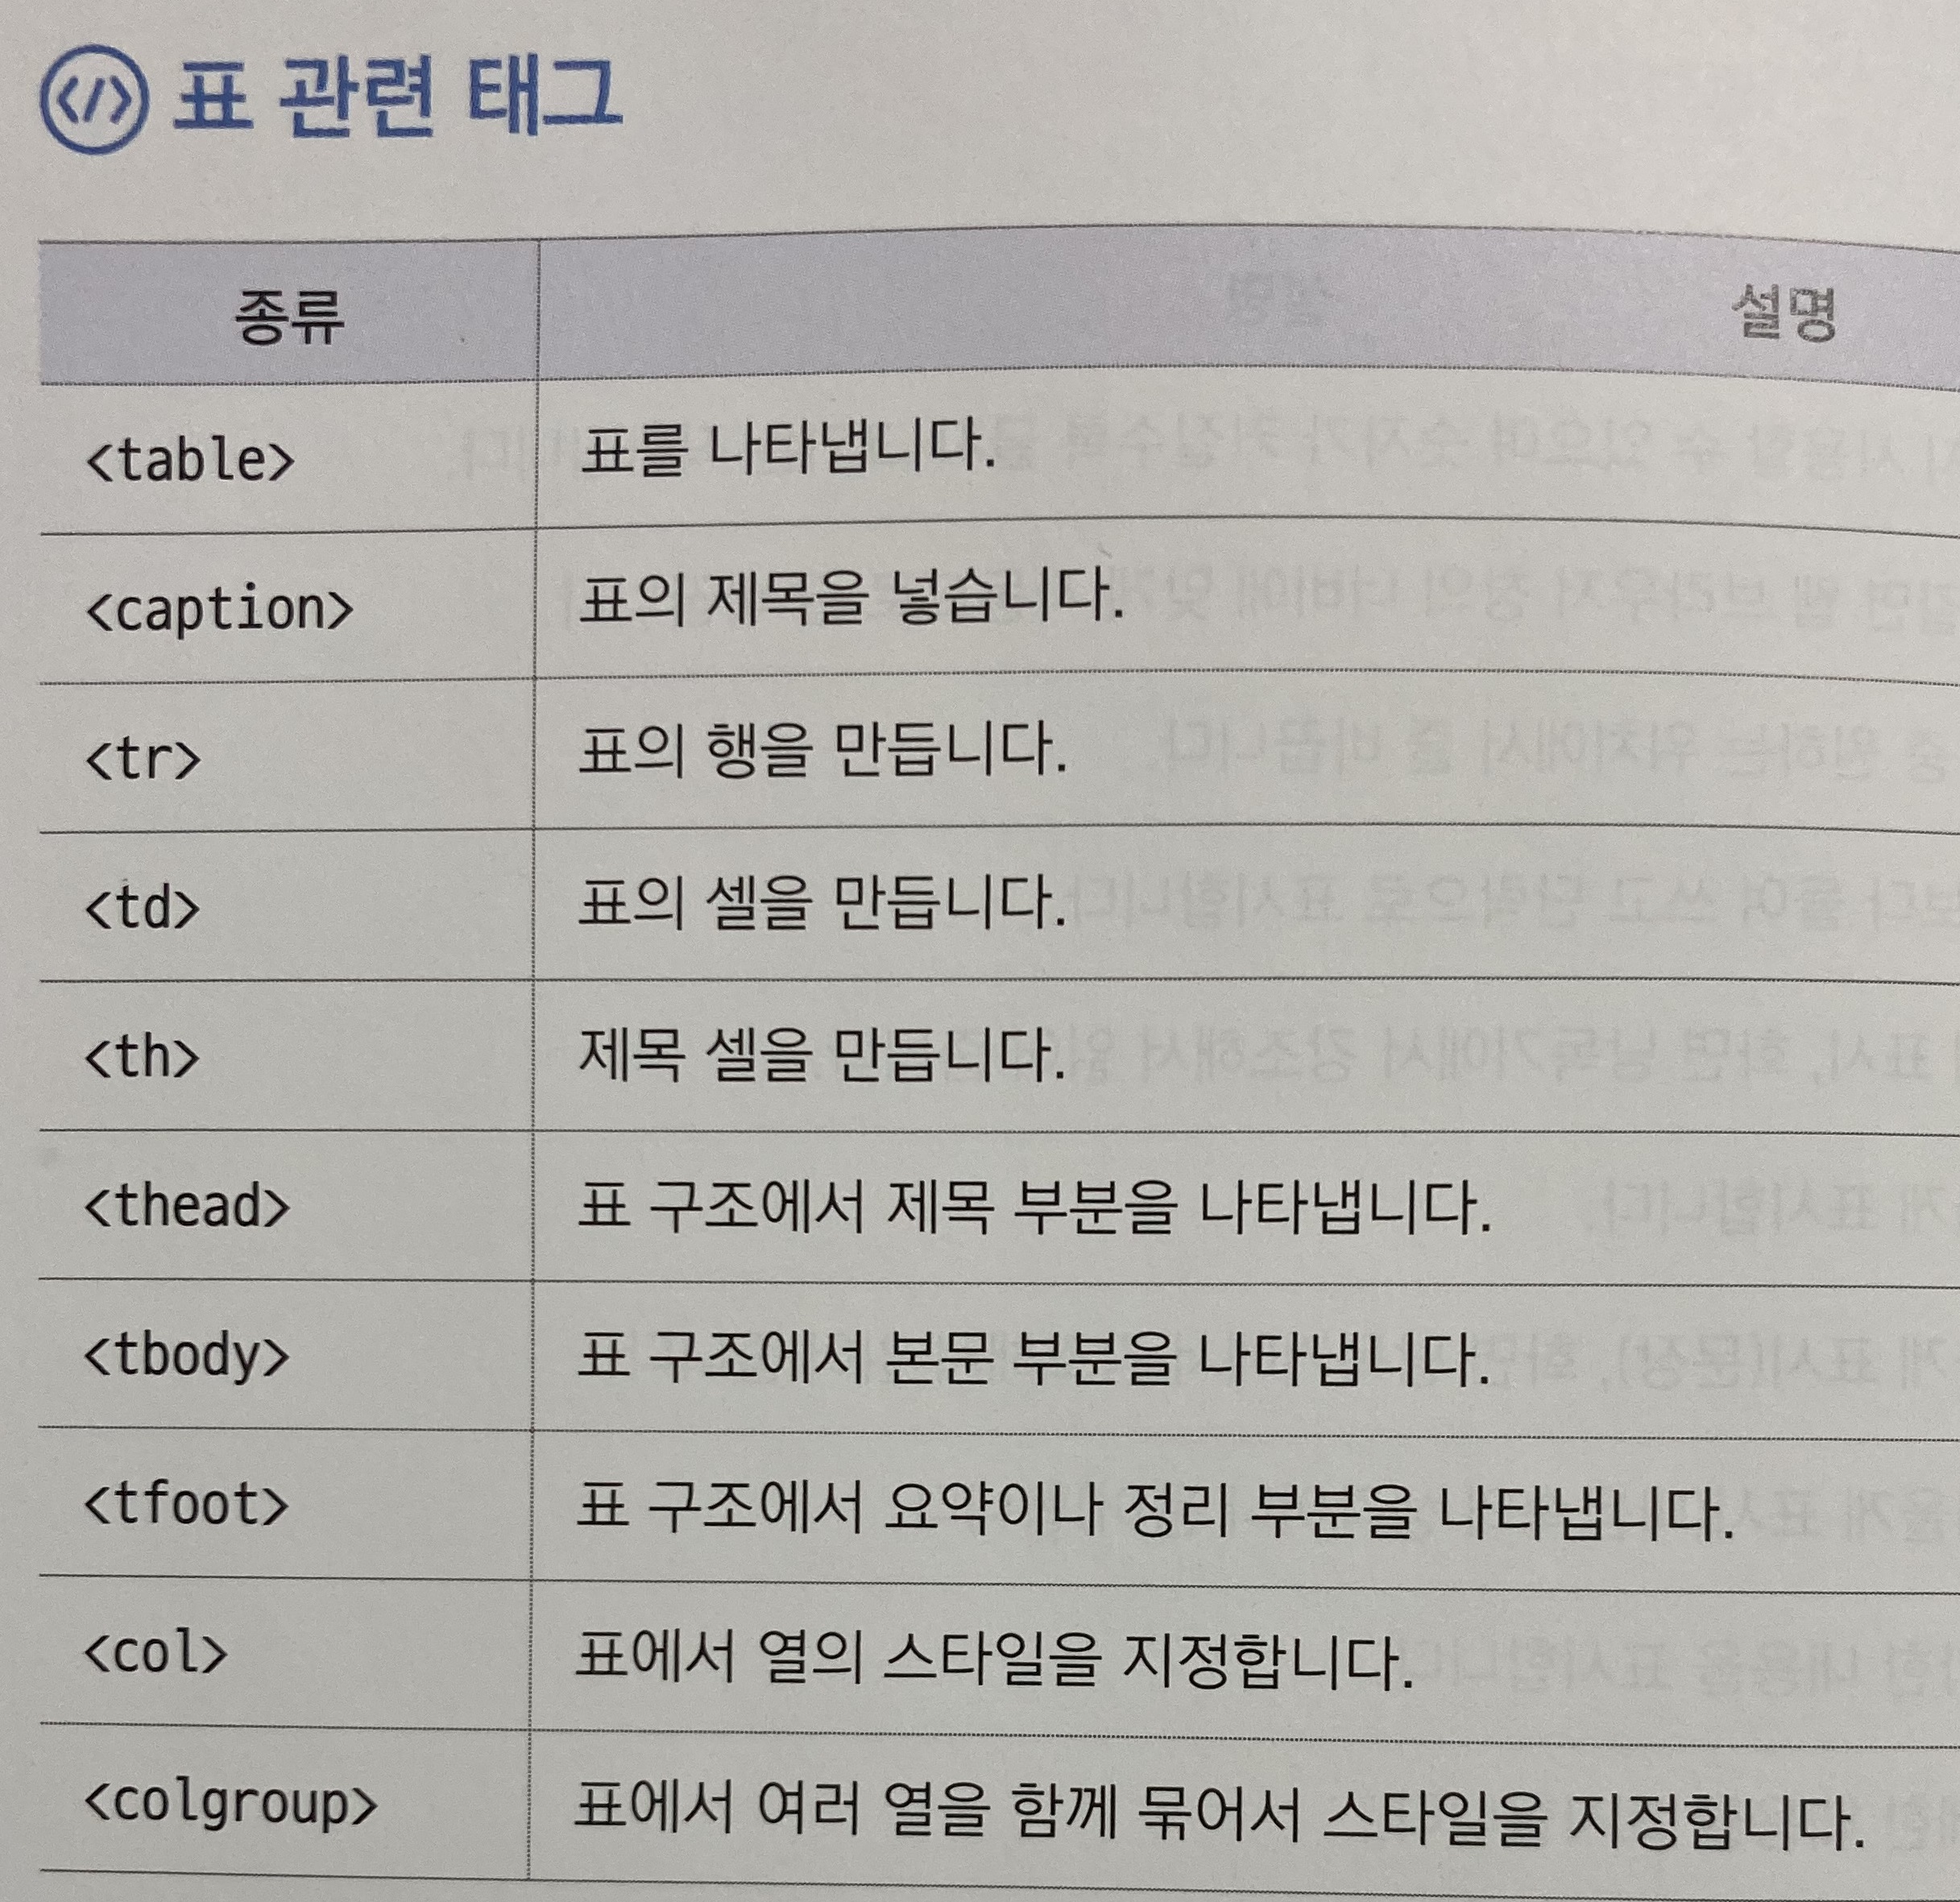 </> 표 관련 태그
종류 설명
<table> 표를 나타냅니다.
<caption> 표의 제목을 넣습니다.
<tr> 표의 행을 만듭니다.
<td> 표의 셀을 만듭니다.
<th> 제목 셀을 만듭니다.
<thead> 표 구조에서 제목 부분을 나타냅니다.
<tbody> 표 구조에서 본문 부분을 나타냅니다.
<tfoot> 표 구조에서 요약이나 정리 부분을 나타냅니다.
<col> 표에서 열의 스타일을 지정합니다.
<colgroup> 표에서 여러 열을 함께 묶어서 스타일을 지정합니다.